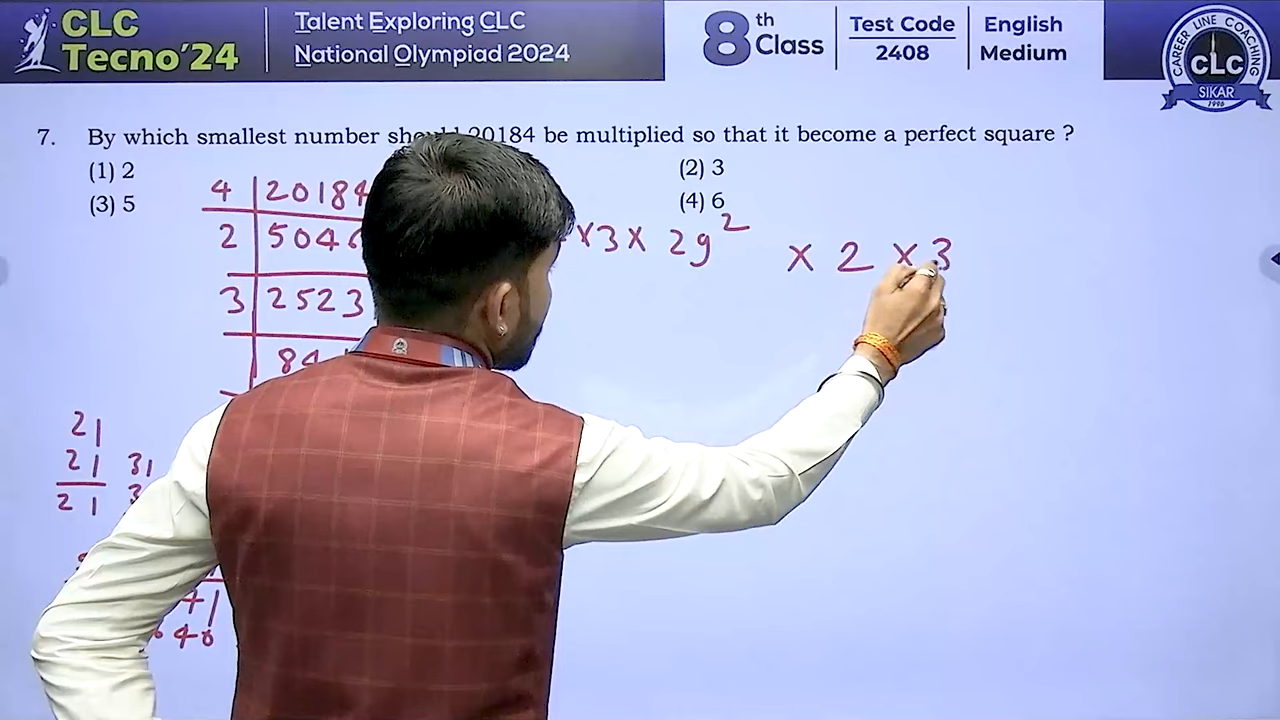 CLC
Tecno'24
Talent Exploring CLC
National Olympiad 2024
8th Class
Test Code
2408
English
Medium
CAREER LINE COACHING
CLC
SIKAR
1996
7. By which smallest number 20184 be multiplied so that it become a perfect square ?
(1) 2
(2) 3
(3) 5
(4) 6
4 20184
2 504
3 2523
84
×3× 29² × 2 ×3
21
21 31
21